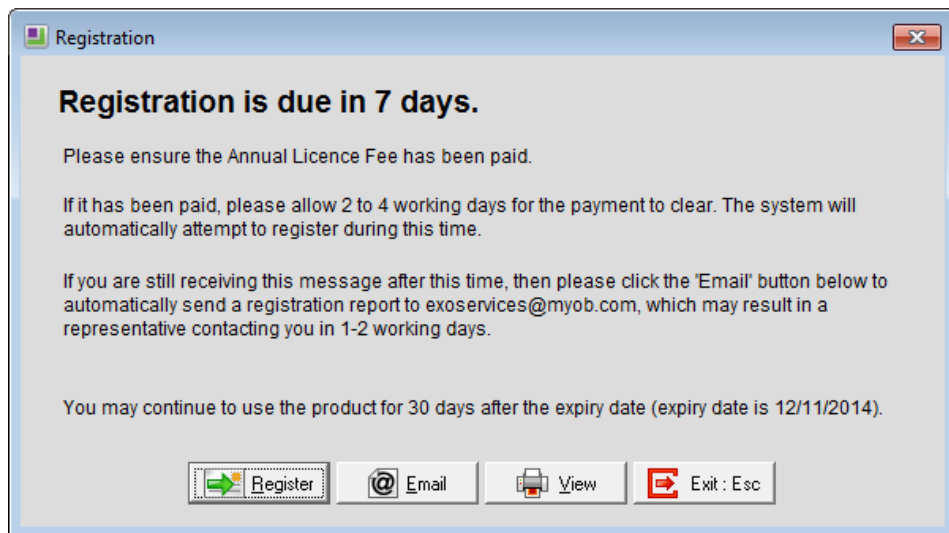 Registration
Registration is due in 7 days.
Please ensure the Annual Licence Fee has been paid.
If it has been paid, please allow 2 to 4 working days for the payment to clear. The system will
automatically attempt to register during this time.
If you are still receiving this message after this time, then please click the 'Email' button below to
automatically send a registration report to exoservices@myob.com, which may result in a
representative contacting you in 1-2 working days.
You may continue to use the product for 30 days after the expiry date (expiry date is 12/11/2014).
Register Email View Exit : Esc